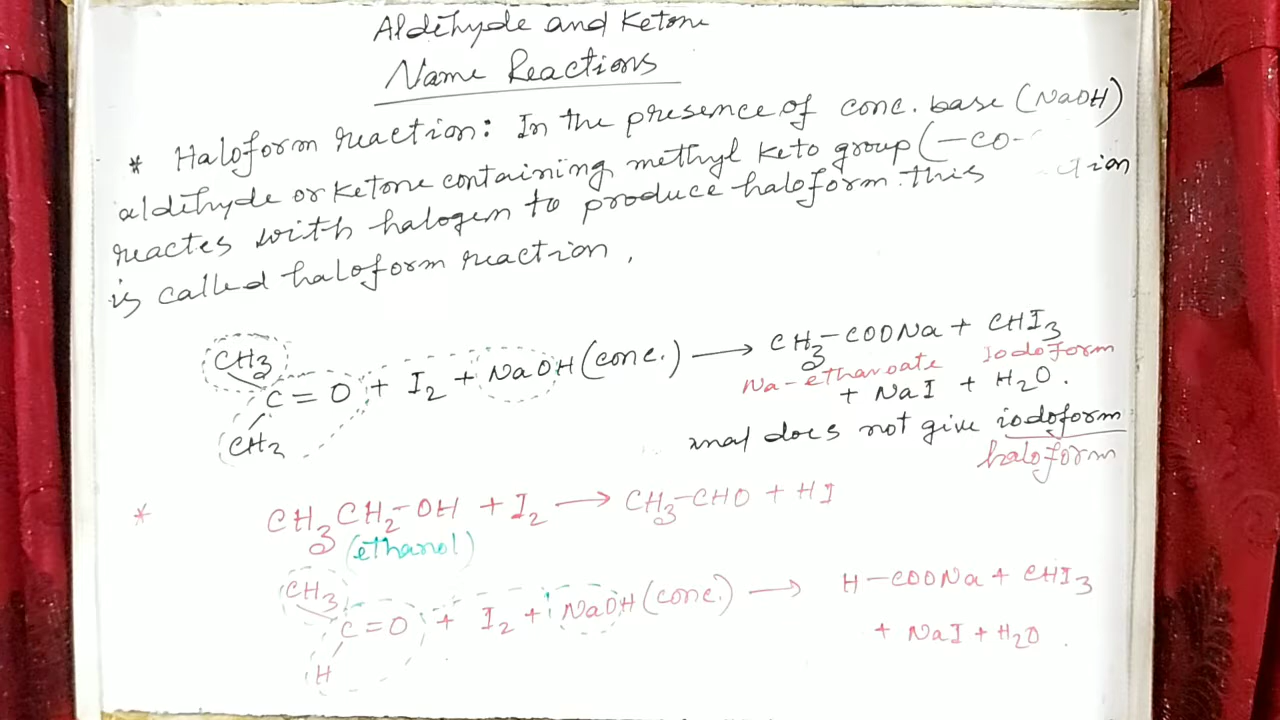 Aldehyde and Ketone
Name Reactions
* Haloform reaction: In the presence of conc. base (NaOH)
aldehyde or ketone containing methyl keto group (-CO-
reactes with halogen to produce haloform. this ction
is called haloform reaction,
CH3
C=O + I2 + NaOH (conc.) → CH3-COONa + CHI3
CH3
Na-ethanoate Iodoform
+ NaI + H2O.
does not give iodoform
haloform
* CH3CH2-OH + I2 → CH3-CHO + HI
(ethanol)
CH3
C=O + I2 + NaOH (conc.) → H-COONa + CHI3
H
+ NaI + H2O.